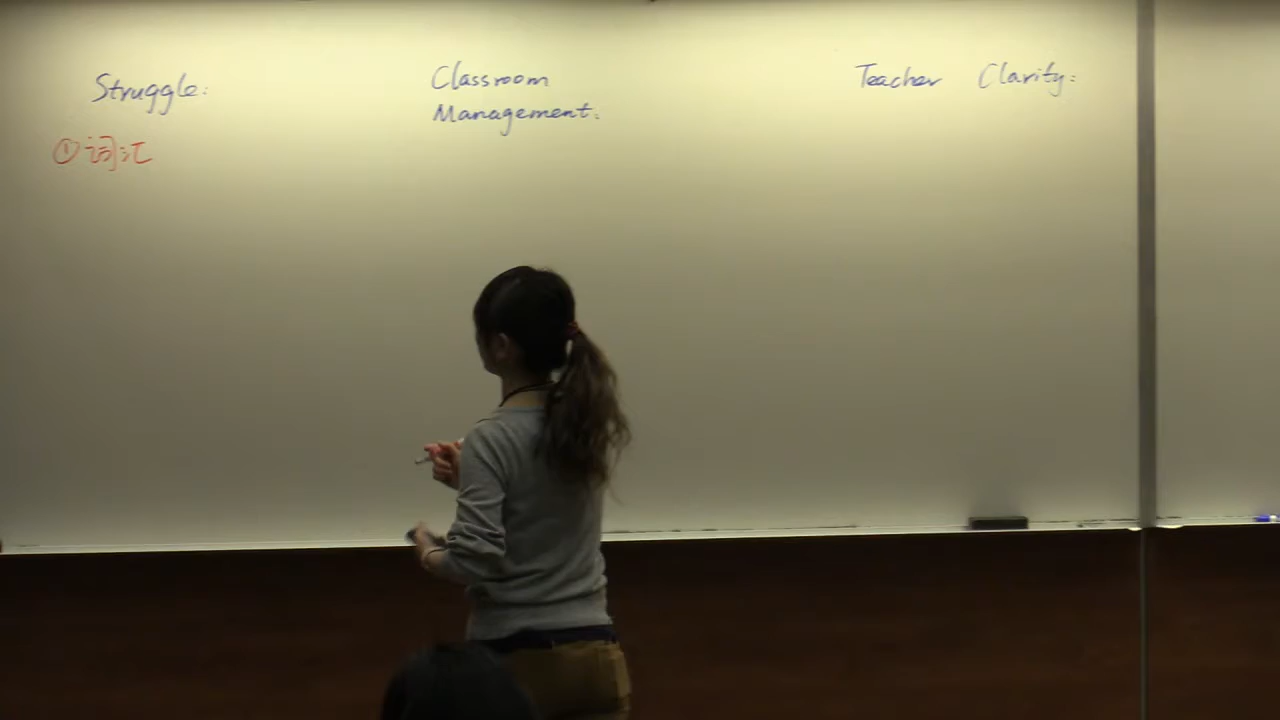 Struggle:
① 词汇
Classroom
Management:
Teacher Clarity: